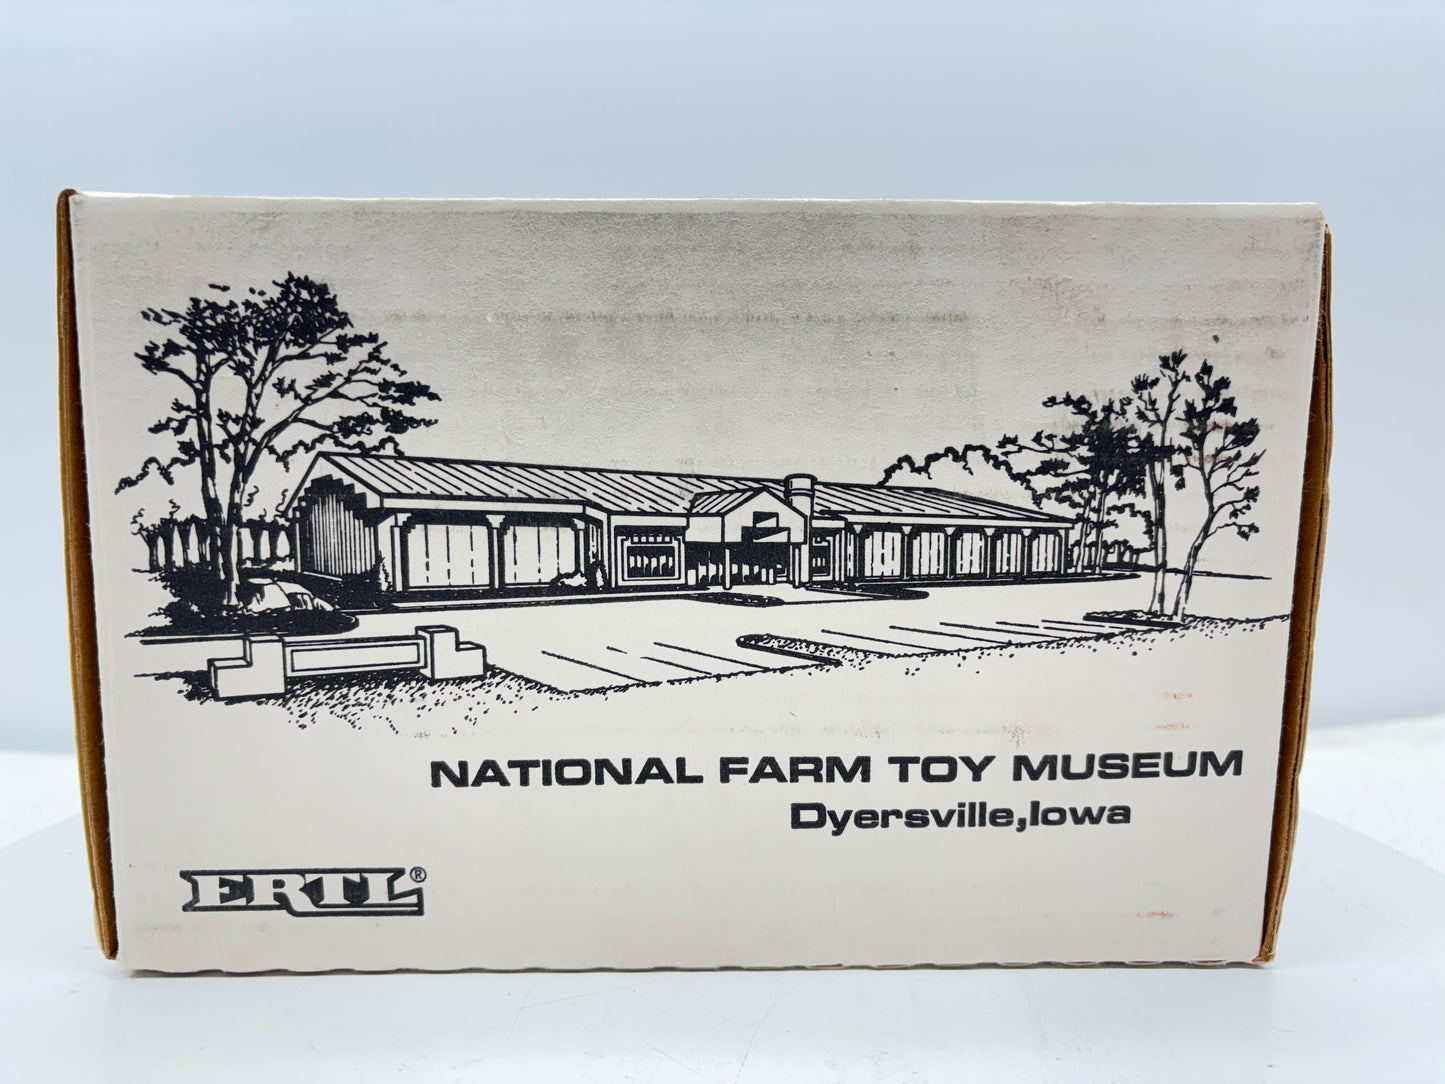 NATIONAL FARM TOY MUSEUM
Dyersville,Iowa
ERTL®